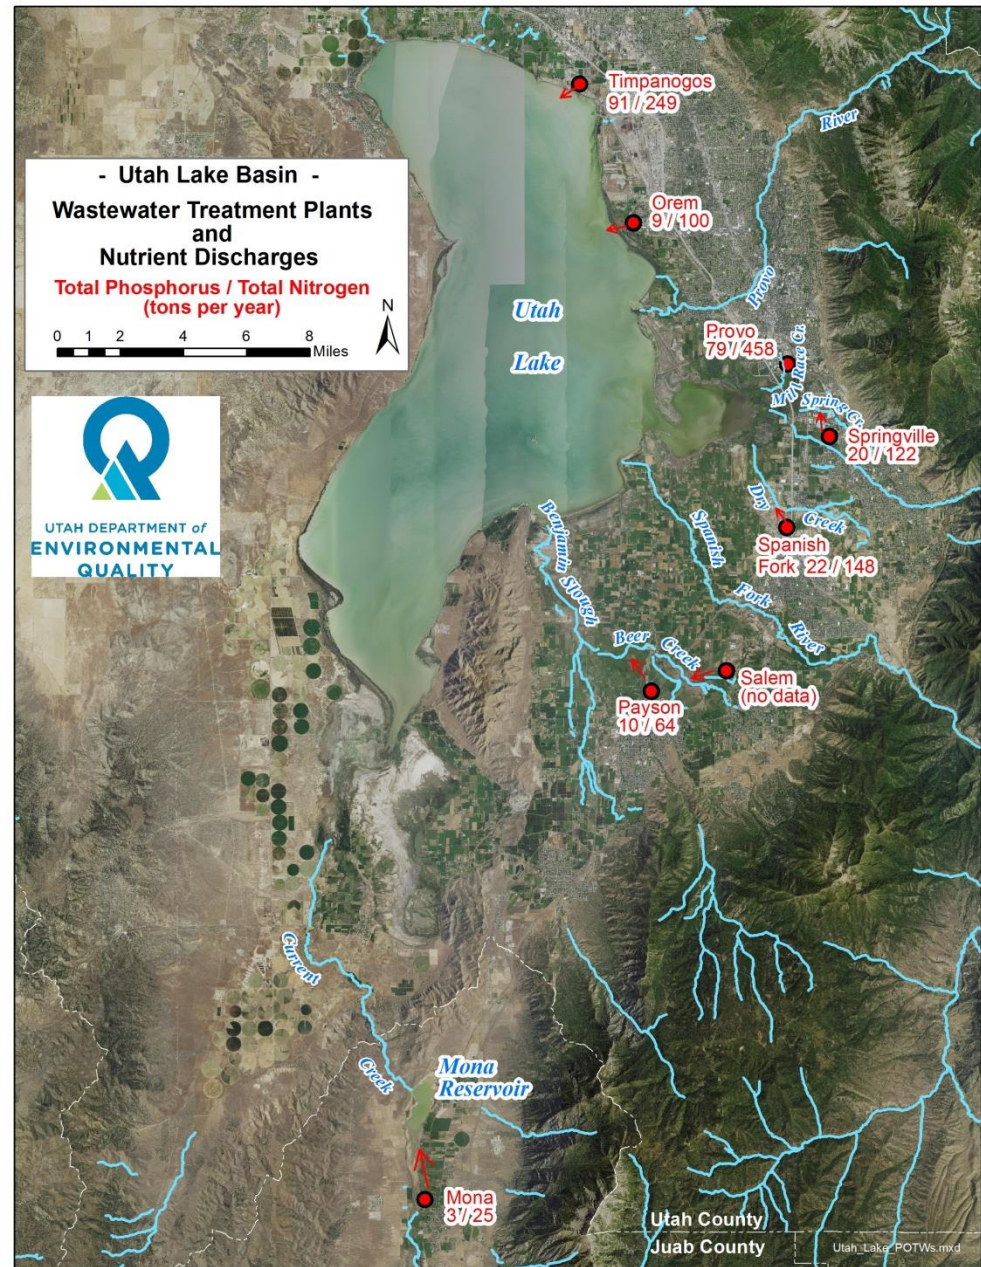 - Utah Lake Basin -
Wastewater Treatment Plants
and
Nutrient Discharges
Total Phosphorus / Total Nitrogen
(tons per year)
N
0 1 2 4 6 8
Miles
UTAH DEPARTMENT of
ENVIRONMENTAL
QUALITY
Timpanogos
91 / 249
River
Orem
9 / 100
Provo
Utah
Lake
Provo
79 / 458
Mill Race Cr.
Spring Cr.
Springville
20 / 122
Dry
Creek
Spanish
Fork 22 / 148
Spanish
Fork
River
Benjamin Slough
Beer
Creek
Salem
(no data)
Payson
10 / 64
Current
Creek
Mona
Reservoir
Mona
3 / 25
Utah County
Juab County
Utah_Lake_POTWs.mxd